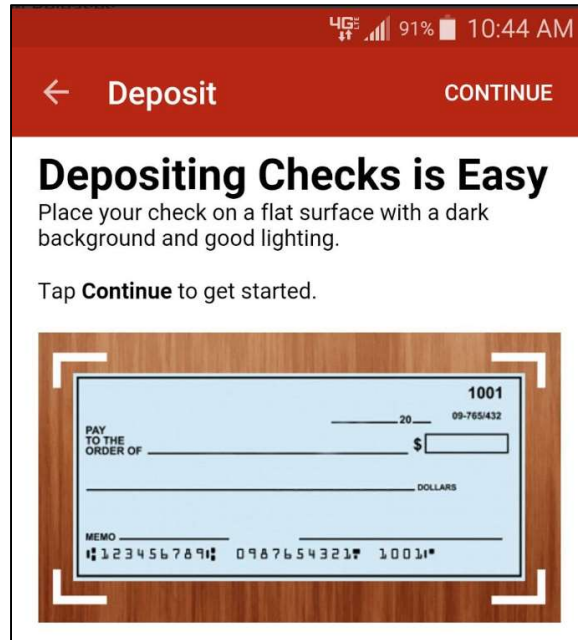 4G LTE 91% 10:44 AM
Deposit CONTINUE
Depositing Checks is Easy
Place your check on a flat surface with a dark
background and good lighting.
Tap Continue to get started.
1001
20 09-765/432
PAY
TO THE
ORDER OF $
DOLLARS
MEMO
⑆123456789⑆ 0987654321⑈ 1001⑈